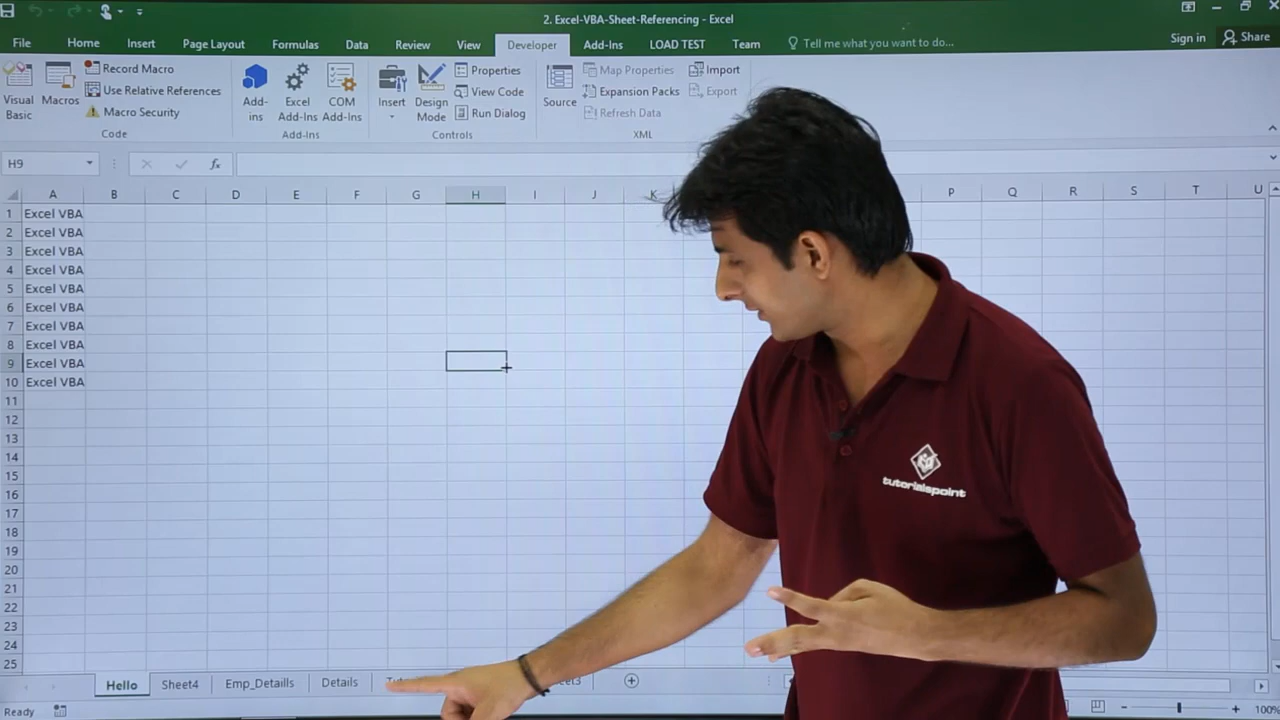 2. Excel-VBA-Sheet-Referencing - Excel
File Home Insert Page Layout Formulas Data Review View Developer Add-Ins LOAD TEST Team Tell me what you want to do... Sign in Share
Visual Basic
Macros
Record Macro
Use Relative References
Macro Security
Code
Add-ins
Excel Add-Ins
COM Add-Ins
Add-Ins
Insert
Design Mode
Properties
View Code
Run Dialog
Controls
Source
Map Properties
Expansion Packs
Refresh Data
Import
Export
XML
H9 fx
A B C D E F G H I J K P Q R S T U
1 Excel VBA
2 Excel VBA
3 Excel VBA
4 Excel VBA
5 Excel VBA
6 Excel VBA
7 Excel VBA
8 Excel VBA
9 Excel VBA
10 Excel VBA
11
12
13
14
15
16
17
18
19
20
21
22
23
24
25
tutorialspoint
Hello Sheet4 Emp_Detaills Details
Ready 100%